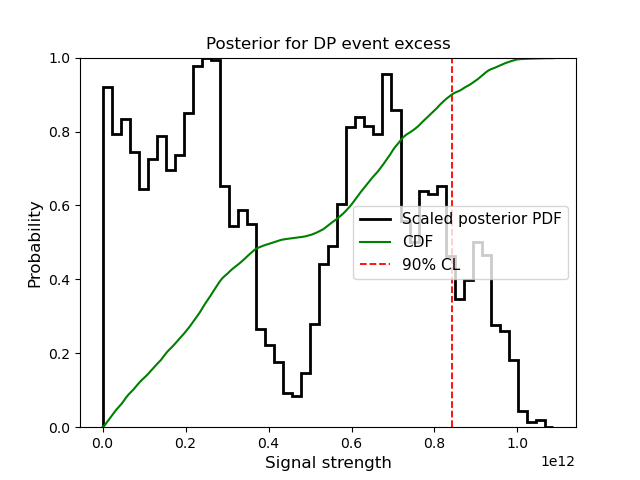 Posterior for DP event excess
1.0
0.8
0.6
0.4
0.2
0.0
Probability
Scaled posterior PDF
CDF
90% CL
0.0 0.2 0.4 0.6 0.8 1.0
1e12
Signal strength